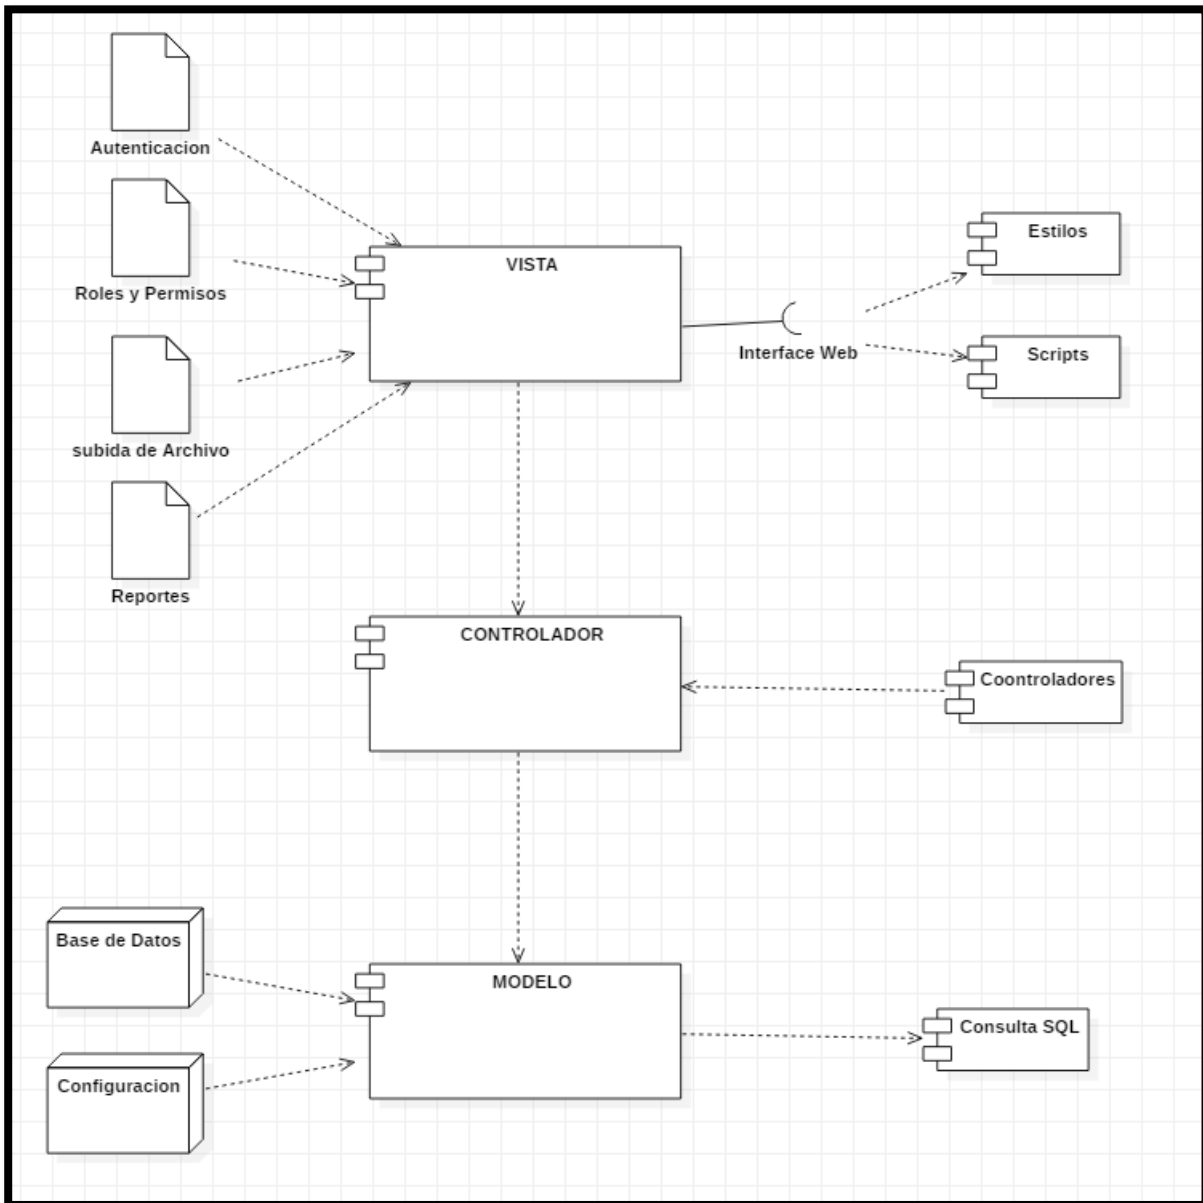 Autenticacion
Roles y Permisos
subida de Archivo
Reportes
VISTA
Interface Web
Estilos
Scripts
CONTROLADOR
Coontroladores
Base de Datos
Configuracion
MODELO
Consulta SQL